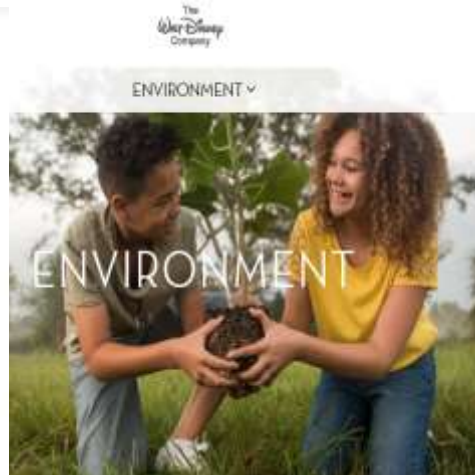 The
Walt Disney
Company
ENVIRONMENT
ENVIRONMENT